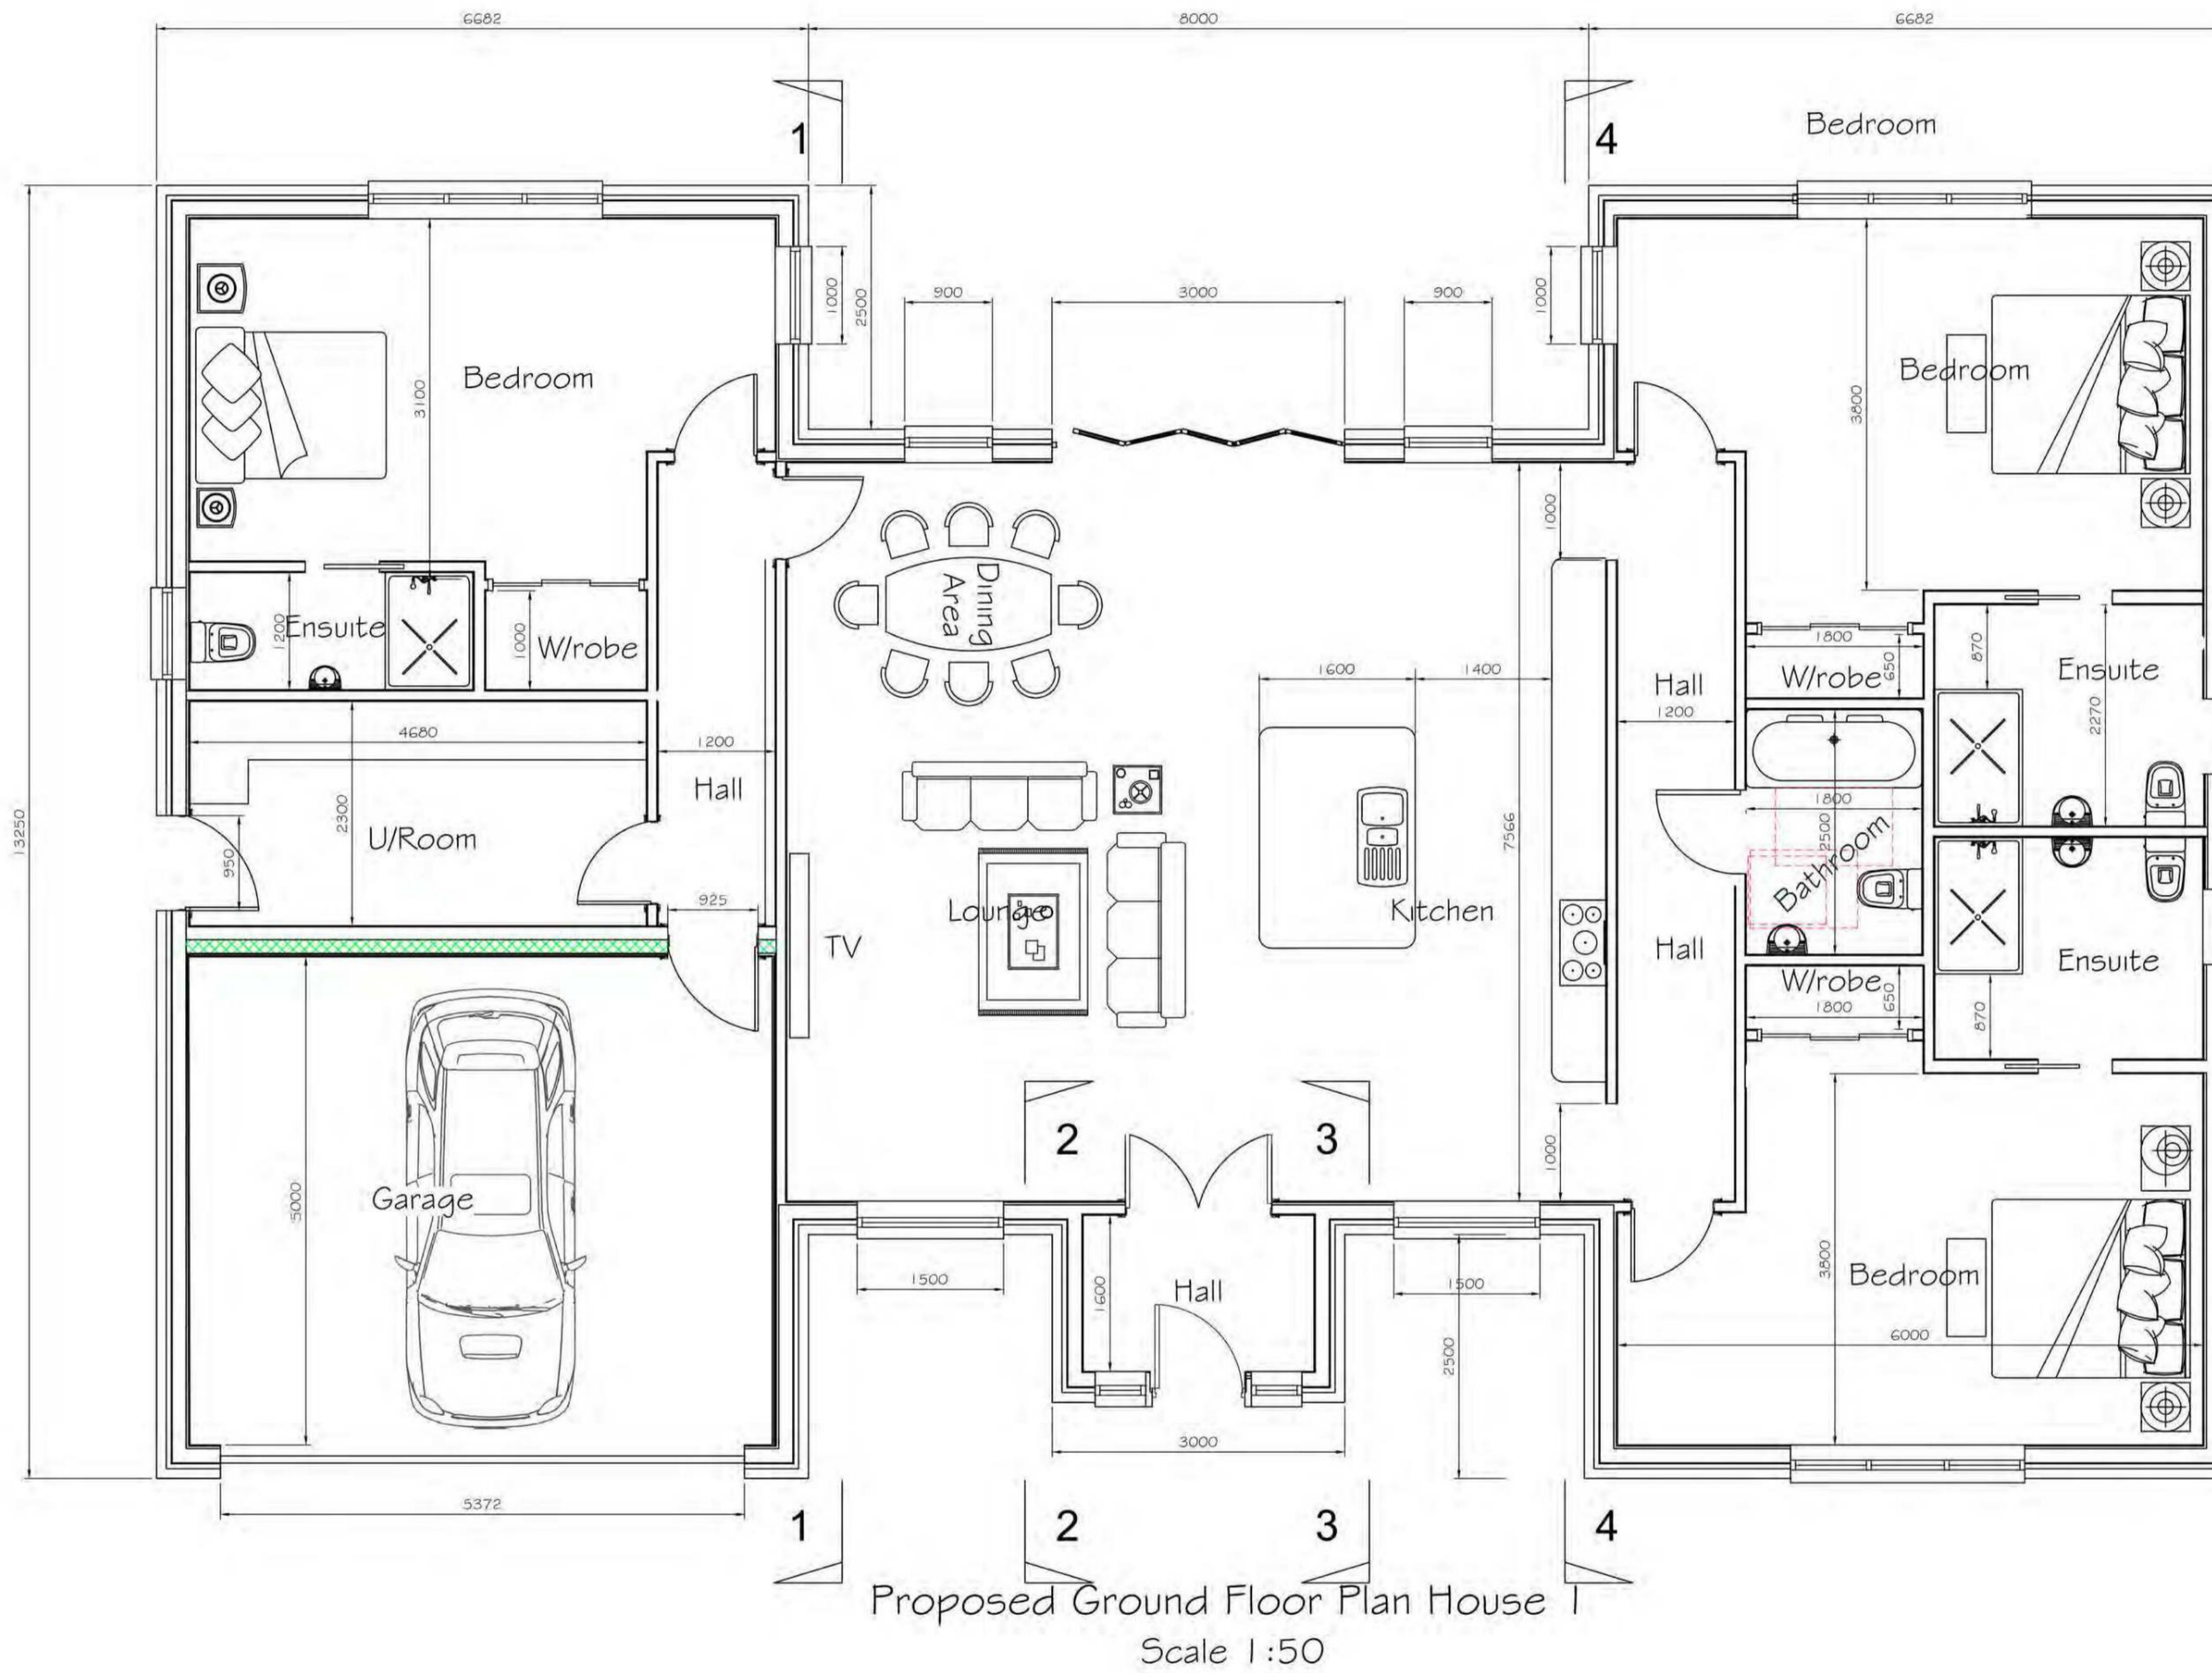 6682
8000
6682
1
4
Bedroom
1000
2500
900
3000
900
1000
Bedroom
3100
Bedroom
3800
1000
Dining
Area
Ensuite
1200
1000
W/robe
1600
1400
Hall
1200
1800
W/robe
650
870
Ensuite
2270
4680
1200
Hall
2300
U/Room
950
13250
925
7566
1800
2500
Bathroom
Lounge
Kitchen
TV
Hall
W/robe
650
1800
870
Ensuite
5000
Garage
2
3
1000
1500
1600
Hall
1500
2500
3800
Bedroom
6000
3000
5372
1
2
3
4
Proposed Ground Floor Plan House 1
Scale 1:50